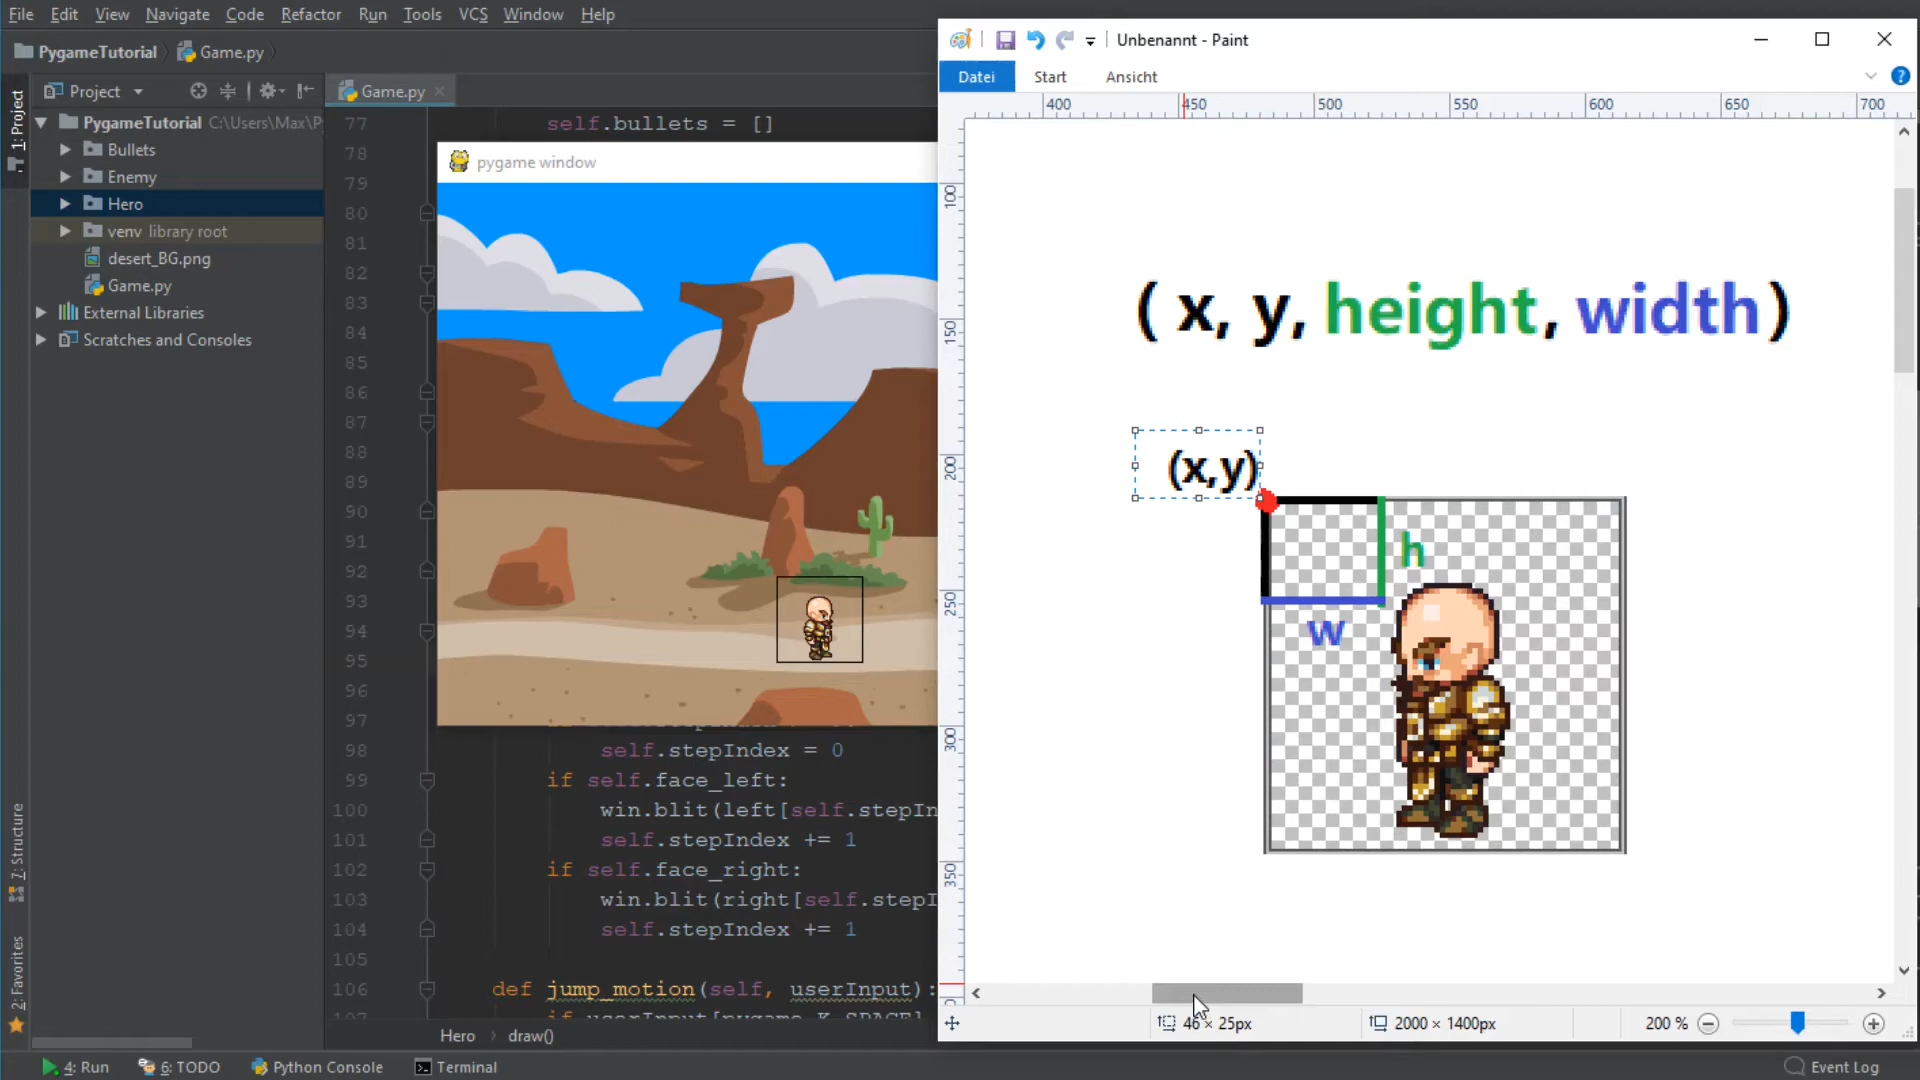 File Edit View Navigate Code Refactor Run Tools VCS Window Help
PygameTutorial Game.py
Project
Game.py
1: Project
PygameTutorial C:\Users\Max\P
Bullets
Enemy
Hero
venv library root
desert_BG.png
Game.py
External Libraries
Scratches and Consoles
7: Structure
2: Favorites
77 self.bullets = []
78
79
80
81
82
83
84
85
86
87
88
89
90
91
92
93
94
95
96
97
98 self.stepIndex = 0
99 if self.face_left:
100 win.blit(left[self.stepIn
101 self.stepIndex += 1
102 if self.face_right:
103 win.blit(right[self.stepI
104 self.stepIndex += 1
105
106 def jump_motion(self, userInput):
107 if userInput[pygame.K_SPACE]
Hero draw()
pygame window
Unbenannt - Paint
Datei Start Ansicht
400 450 500 550 600 650 700
100
150
200
250
300
350
( x, y, height, width)
(x,y)
h
w
46 × 25px 2000 × 1400px 200 %
4: Run 6: TODO Python Console Terminal Event Log